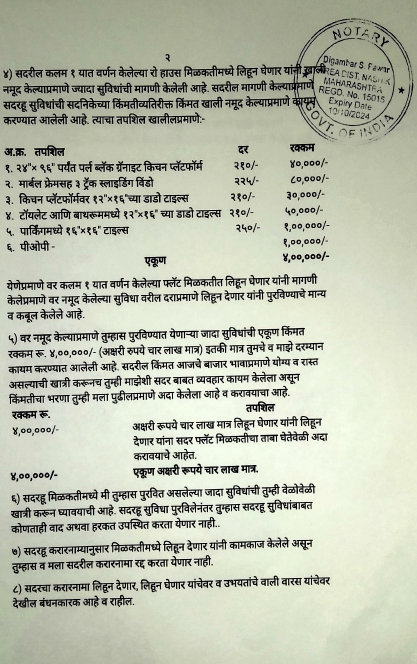 २
४) सदरील कलम १ यात वर्णन केलेल्या रो हाउस मिळकतीमध्ये लिहून घेणार यांनी खाली
नमूद केल्याप्रमाणे ज्यादा सुविधांची मागणी केलेली आहे. सदरील मागणी केल्याप्रमाणे
सदरहू सुविधांची सदनिकेच्या किंमतीव्यतिरीक्त किंमत खाली नमूद केल्याप्रमाणे कायम
करण्यात आलेली आहे. त्याचा तपशिल खालीलप्रमाणे:-
NOTARY
Digambar S. Pawar
AREA DIST. NASHIK
MAHARASHTRA
REGD. No. 15015
Expiry Date
10/10/2024
GOVT. OF INDIA
अ.क्र. तपशिल दर रक्कम
१. २४"× ९६" पर्यंत पर्ल ब्लॅक ग्रॅनाइट किचन प्लॅटफॉर्म २१०/- ४०,०००/-
२. मार्बल फ्रेमसह ३ ट्रॅक स्लाइडिंग विंडो २२५/- ८०,०००/-
३. किचन प्लॅटफॉर्मवर १२"×१६"च्या डाडो टाइल्स २१०/- ३०,०००/-
४. टॉयलेट आणि बाथरूममध्ये १२"×१६" च्या डाडो टाइल्स २१०/- ५०,०००/-
५. पार्किंगमध्ये १६"×१६" टाइल्स २५०/- १,००,०००/-
६. पीओपी - १,००,०००/-
एकूण ४,००,०००/-
येणेप्रमाणे वर कलम १ यात वर्णन केलेल्या फ्लॅट मिळकतीत लिहून घेणार यांनी मागणी
केलेप्रमाणे वर नमूद केलेल्या सुविधा वरील दराप्रमाणे लिहून देणार यांनी पुरविण्याचे मान्य
व कबूल केलेले आहे.
५) वर नमूद केल्याप्रमाणे तुम्हास पुरविण्यात येणाऱ्या जादा सुविधांची एकूण किंमत
रक्कम रू. ४,००,०००/- (अक्षरी रुपये चार लाख मात्र) इतकी मात्र तुमचे व माझे दरम्यान
कायम करण्यात आलेली आहे. सदरील किंमत आजचे बाजार भावाप्रमाणे योग्य व रास्त
असल्याची खात्री करूनच तुम्ही माझेशी सदर बाबत व्यवहार कायम केलेला असून
किंमतीचा भरणा तुम्ही मला पुढीलप्रमाणे अदा केलेला आहे व करावयाचा आहे.
रक्कम रू. तपशिल
४,००,०००/- अक्षरी रूपये चार लाख मात्र लिहून घेणार यांनी लिहून
देणार यांना सदर फ्लॅट मिळकतीचा ताबा घेतेवेळी अदा
करावयाचे आहेत.
४,००,०००/- एकूण अक्षरी रूपये चार लाख मात्र.
६) सदरहू मिळकतीमध्ये मी तुम्हास पुरवित असलेल्या जादा सुविधांची तुम्ही वेळोवेळी
खात्री करून घ्यावयाची आहे. सदरहू सुविधा पुरविलेनंतर तुम्हास सदरहू सुविधांबाबत
कोणताही वाद अथवा हरकत उपस्थित करता येणार नाही..
७) सदरहू करारनाम्यानुसार मिळकतीमध्ये लिहून देणार यांनी कामकाज केलेले असून
तुम्हास व मला सदरील करारनामा रद्द करता येणार नाही.
८) सदरचा करारनामा लिहून देणार, लिहून घेणार यांचेवर व उभयतांचे वाली वारस यांचेवर
देखील बंधनकारक आहे व राहील.